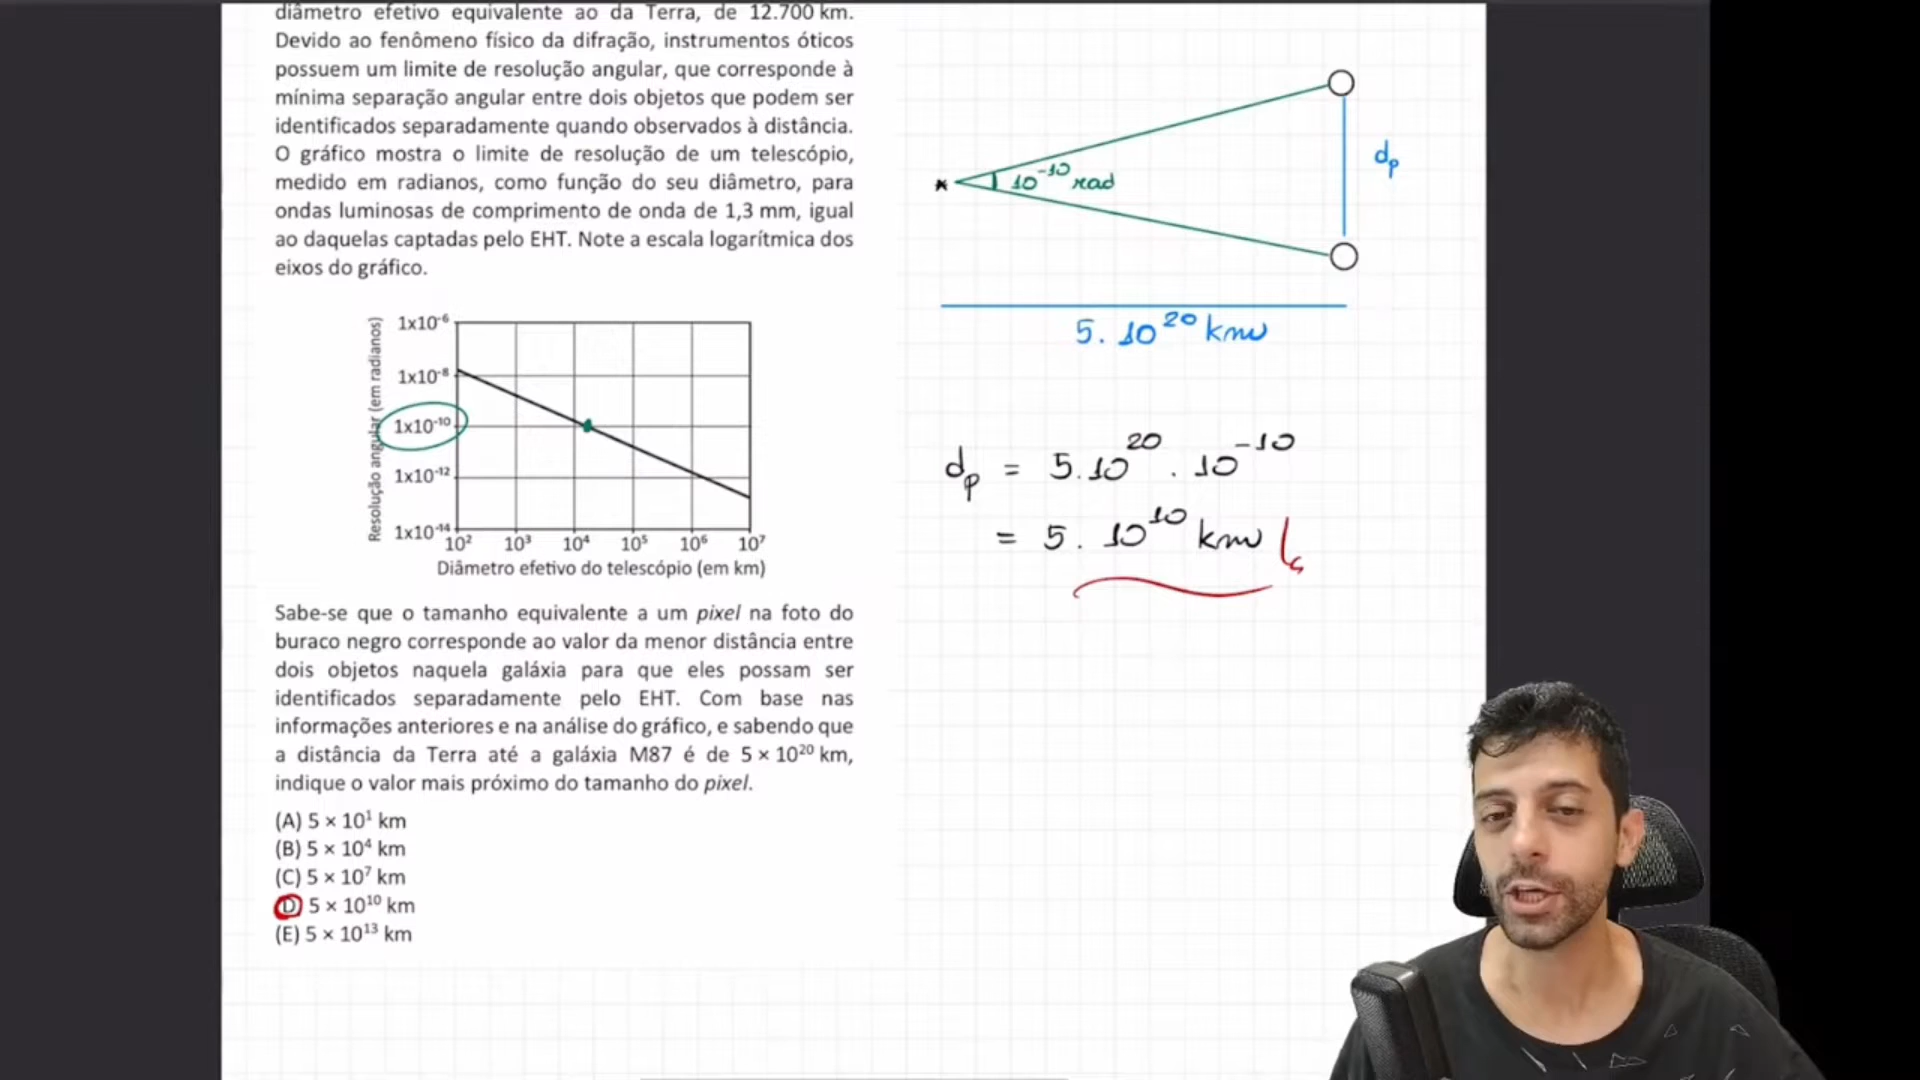 diâmetro efetivo equivalente ao da Terra, de 12.700 km.
Devido ao fenômeno físico da difração, instrumentos óticos
possuem um limite de resolução angular, que corresponde à
mínima separação angular entre dois objetos que podem ser
identificados separadamente quando observados à distância.
O gráfico mostra o limite de resolução de um telescópio,
medido em radianos, como função do seu diâmetro, para
ondas luminosas de comprimento de onda de 1,3 mm, igual
ao daquelas captadas pelo EHT. Note a escala logarítmica dos
eixos do gráfico.
Resolução angular (em radianos)
1x10⁻⁶
1x10⁻⁸
1x10⁻¹⁰
1x10⁻¹²
1x10⁻¹⁴
10² 10³ 10⁴ 10⁵ 10⁶ 10⁷
Diâmetro efetivo do telescópio (em km)
Sabe-se que o tamanho equivalente a um pixel na foto do
buraco negro corresponde ao valor da menor distância entre
dois objetos naquela galáxia para que eles possam ser
identificados separadamente pelo EHT. Com base nas
informações anteriores e na análise do gráfico, e sabendo que
a distância da Terra até a galáxia M87 é de 5 × 10²⁰ km,
indique o valor mais próximo do tamanho do pixel.
(A) 5 × 10¹ km
(B) 5 × 10⁴ km
(C) 5 × 10⁷ km
(D) 5 × 10¹⁰ km
(E) 5 × 10¹³ km
10⁻¹⁰ rad
dₚ
5. 10²⁰ km
dₚ = 5.10²⁰ . 10⁻¹⁰
= 5. 10¹⁰ km